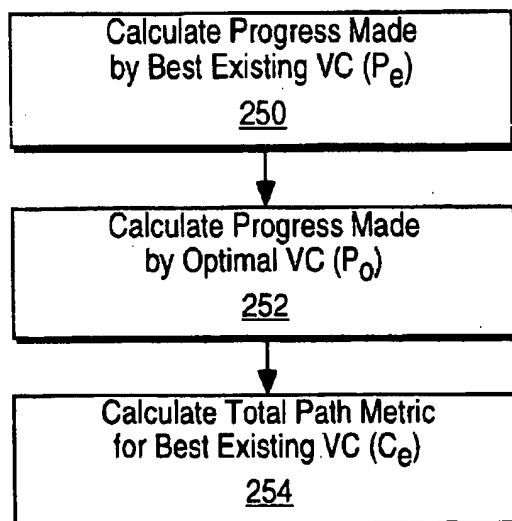 Calculate Progress Made
by Best Existing VC (Pe)
250
Calculate Progress Made
by Optimal VC (Po)
252
Calculate Total Path Metric
for Best Existing VC (Ce)
254